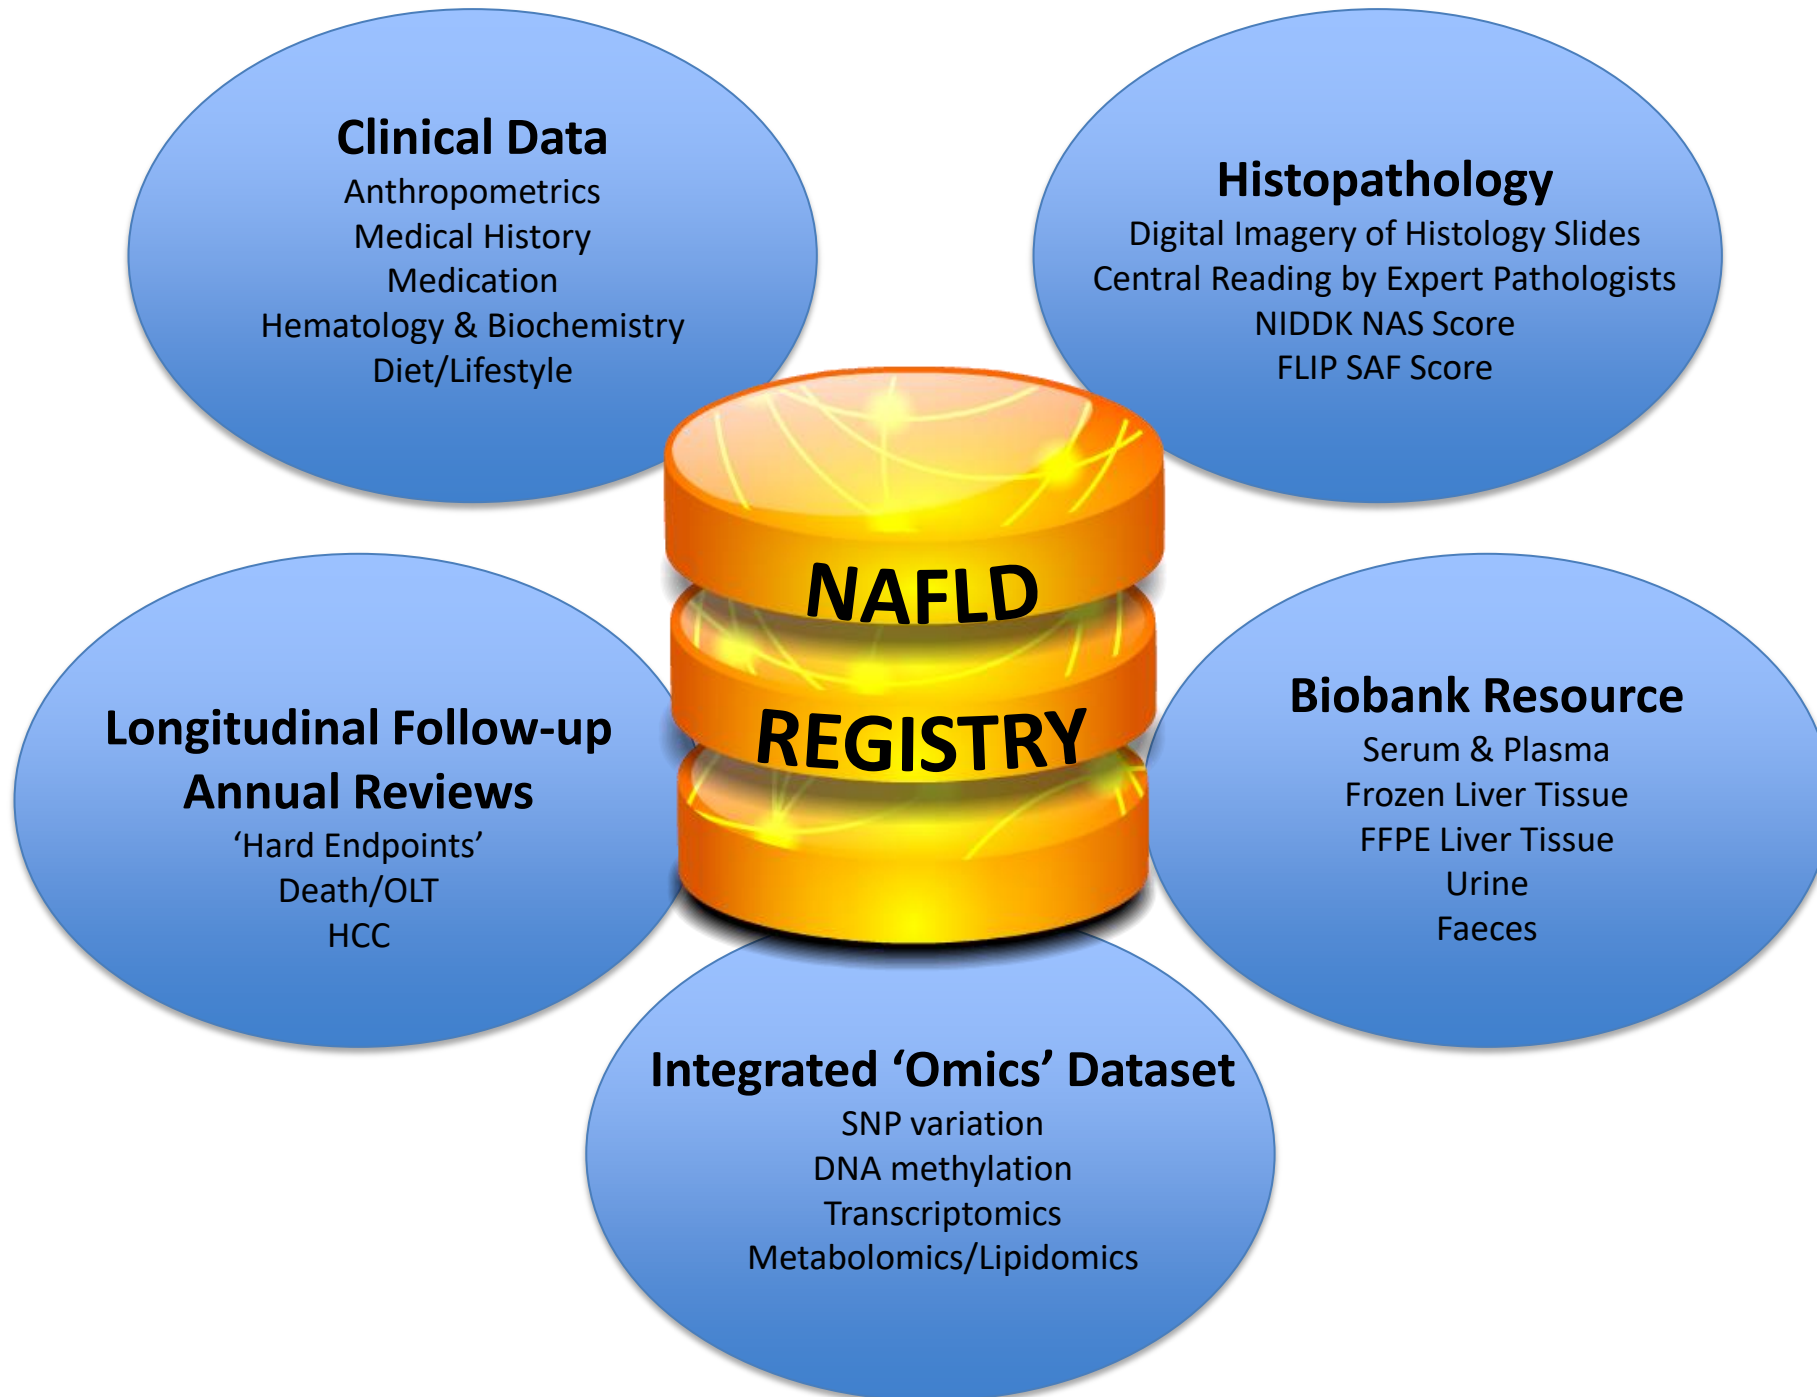 Clinical Data
Anthropometrics
Medical History
Medication
Hematology & Biochemistry
Diet/Lifestyle
Histopathology
Digital Imagery of Histology Slides
Central Reading by Expert Pathologists
NIDDK NAS Score
FLIP SAF Score
NAFLD
REGISTRY
Longitudinal Follow-up
Annual Reviews
‘Hard Endpoints’
Death/OLT
HCC
Biobank Resource
Serum & Plasma
Frozen Liver Tissue
FFPE Liver Tissue
Urine
Faeces
Integrated ‘Omics’ Dataset
SNP variation
DNA methylation
Transcriptomics
Metabolomics/Lipidomics